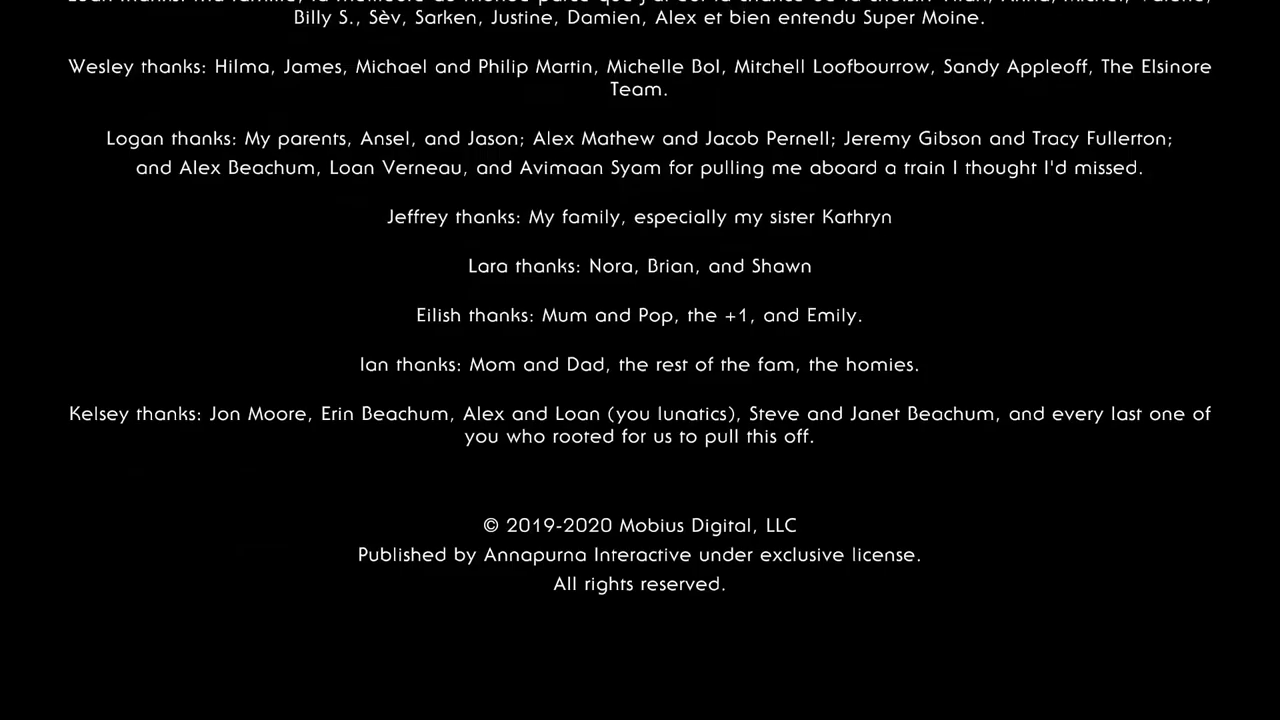 Billy S., Sèv, Sarken, Justine, Damien, Alex et bien entendu Super Moine.
Wesley thanks: Hilma, James, Michael and Philip Martin, Michelle Bol, Mitchell Loofbourrow, Sandy Appleoff, The Elsinore
Team.
Logan thanks: My parents, Ansel, and Jason; Alex Mathew and Jacob Pernell; Jeremy Gibson and Tracy Fullerton;
and Alex Beachum, Loan Verneau, and Avimaan Syam for pulling me aboard a train I thought I'd missed.
Jeffrey thanks: My family, especially my sister Kathryn
Lara thanks: Nora, Brian, and Shawn
Eilish thanks: Mum and Pop, the +1, and Emily.
Ian thanks: Mom and Dad, the rest of the fam, the homies.
Kelsey thanks: Jon Moore, Erin Beachum, Alex and Loan (you lunatics), Steve and Janet Beachum, and every last one of
you who rooted for us to pull this off.
© 2019-2020 Mobius Digital, LLC
Published by Annapurna Interactive under exclusive license.
All rights reserved.